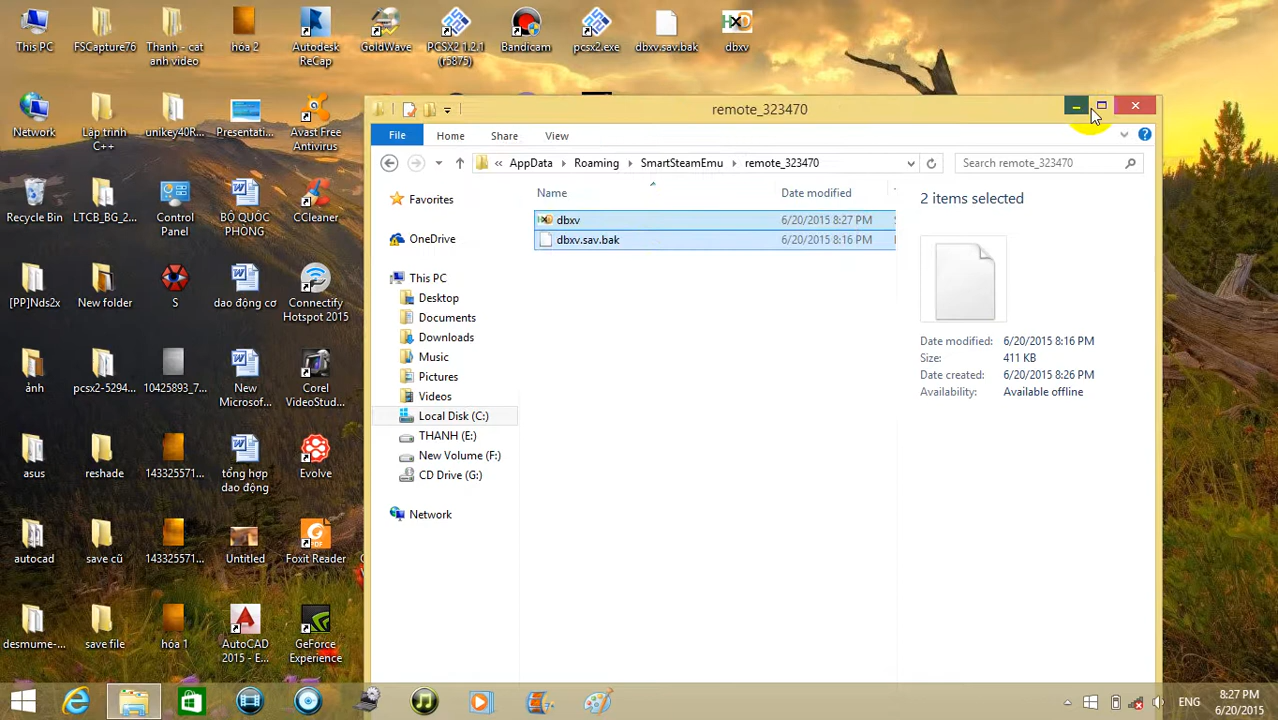 This PC
FSCapture76
Thanh - cat
anh video
hóa 2
Autodesk
ReCap
GoldWave
PCSX2 1.2.1
(r5875)
Bandicam
pcsx2.exe
dbxv.sav.bak
dbxv
remote_323470
File
Home
Share
View
«
AppData
Roaming
SmartSteamEmu
remote_323470
Search remote_323470
Network
Lập trình
C++
unikey40R...
Presentati...
Avast Free
Antivirus
Favorites
OneDrive
This PC
Desktop
Documents
Downloads
Music
Pictures
Videos
Local Disk (C:)
THANH (E:)
New Volume (F:)
CD Drive (G:)
Network
Name
Date modified
dbxv
6/20/2015 8:27 PM
dbxv.sav.bak
6/20/2015 8:16 PM
2 items selected
Date modified: 6/20/2015 8:16 PM
Size: 411 KB
Date created: 6/20/2015 8:26 PM
Availability: Available offline
Recycle Bin
LTCB_BG_2...
Control
Panel
BỘ QUỐC
PHÒNG
CCleaner
[PP]Nds2x
New folder
S
dao động cơ
Connectify
Hotspot 2015
ảnh
pcsx2-5294...
10425893_7...
New
Microsof...
Corel
VideoStud...
asus
reshade
143325571...
tổng hợp
dao động
Evolve
autocad
save cũ
143325571...
Untitled
Foxit Reader
desmume-...
save file
hóa 1
AutoCAD
2015 - E...
GeForce
Experience
ENG
8:27 PM
6/20/2015